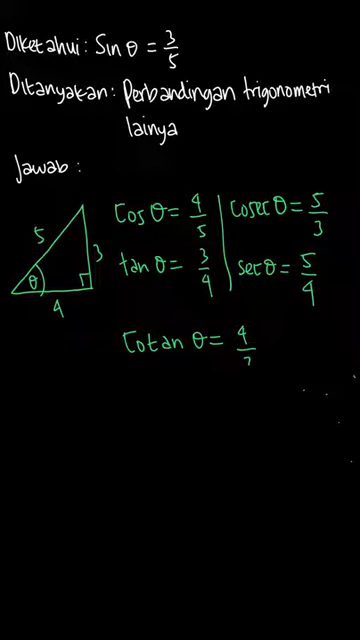 Diketahui: Sin θ = 3/5
Ditanyakan: Perbandingan trigonometri
lainya
Jawab:
5
3
θ
4
Cos θ = 4/5
tan θ = 3/4
Cosec θ = 5/3
sec θ = 5/4
Cotan θ = 4/